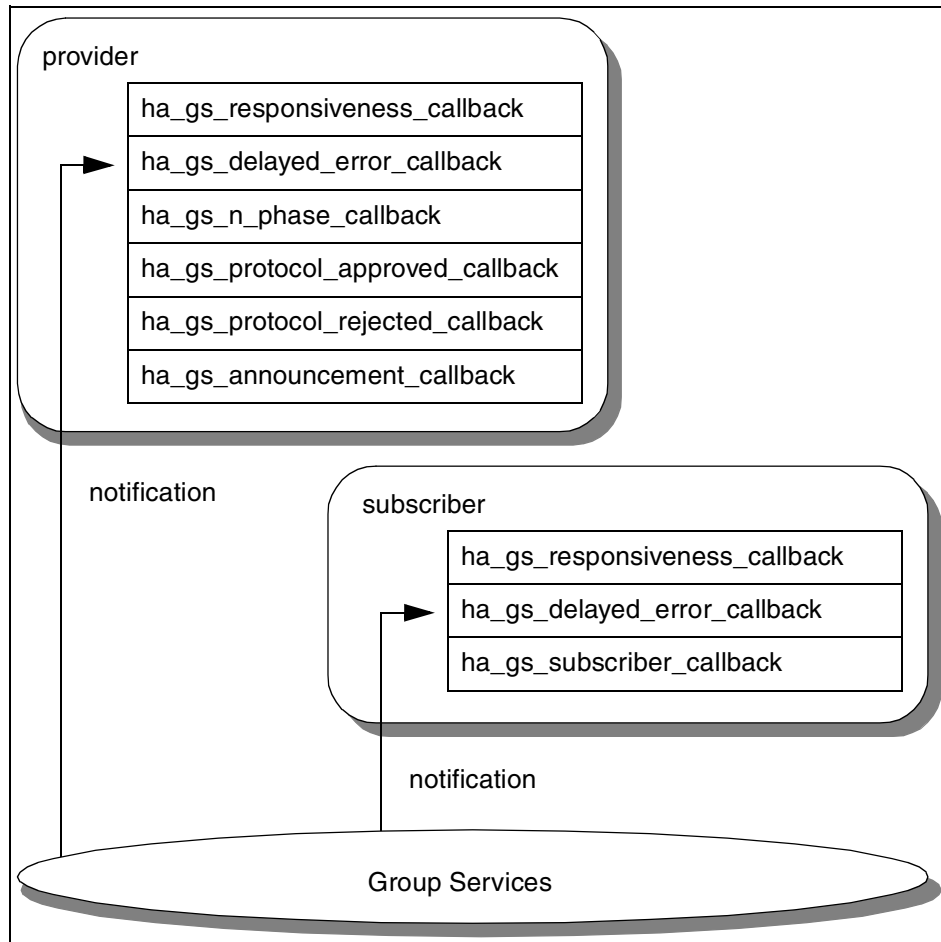 provider
ha_gs_responsiveness_callback
ha_gs_delayed_error_callback
ha_gs_n_phase_callback
ha_gs_protocol_approved_callback
ha_gs_protocol_rejected_callback
ha_gs_announcement_callback
notification
subscriber
ha_gs_responsiveness_callback
ha_gs_delayed_error_callback
ha_gs_subscriber_callback
notification
Group Services